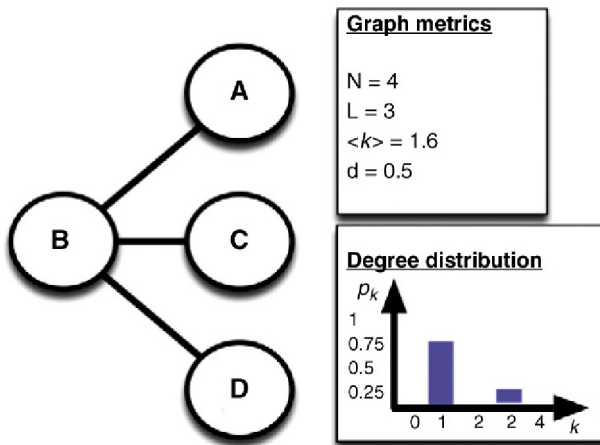 A
B
C
D
Graph metrics
N = 4
L = 3
<k> = 1.6
d = 0.5
Degree distribution
pk
1
0.75
0.5
0.25
0 1 2 2 4 k